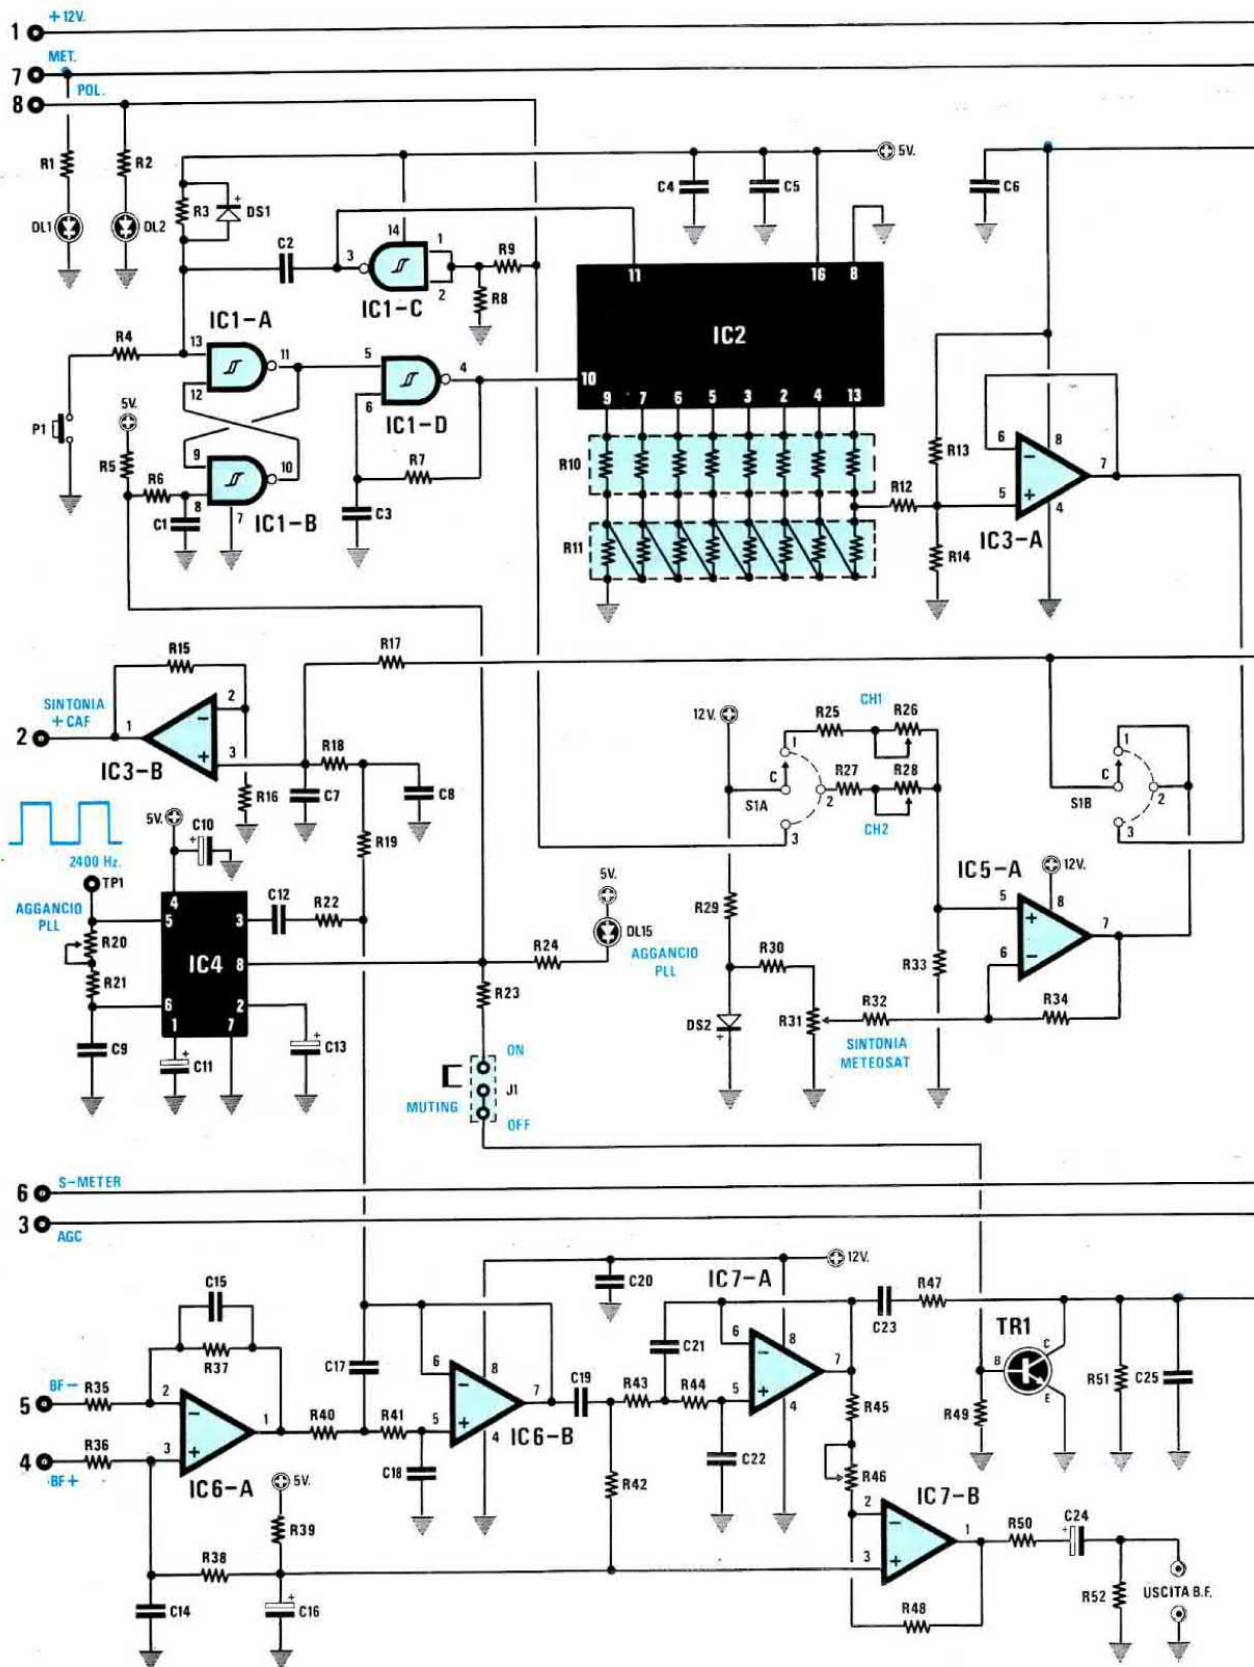 1 +12V.
7 MET.
8 POL.
R1 R2
DL1 DL2
R3 DS1
C2
3 14 1 2
IC1-C
R9
R8
C4 C5
5V.
C6
11 16 8
IC2
10
9 7 6 5 3 2 4 13
R10
R11
R12
R13
R14
6 5 8 4 7
IC3-A
IC1-A
R4
13 12 11
5 6 4
IC1-D
P1
5V.
R5
R6
C1
9 8 10 7
IC1-B
R7
C3
R15
R17
SINTONIA
+ CAF
2
1 2 3
IC3-B
R16
R18
C7
C8
R19
2400 Hz.
TP1
AGGANCIO
PLL
R20
R21
C9
5V.
C10
4
5 3
IC4
8
6 2
1 7
C11
C12
R22
C13
5V.
DL15
AGGANCIO
PLL
R24
R23
ON
J1
MUTING
OFF
12V.
S1A
C 1 2 3
R25
CH1
R26
R27
R28
CH2
S1B
C 1 2 3
R29
DS2
R30
R31
R32
SINTONIA
METEOSAT
R33
R34
IC5-A
12V.
5 6 8 7
6 S-METER
3 AGC
C15
R37
5 BF-
R35
4 BF+
R36
2 3 1
IC6-A
5V.
R39
R38
C14
C16
R40
C17
R41
C18
6 5 8 4 7
IC6-B
C19
C20
12V.
R42
R43
C21
R44
C22
IC7-A
6 5 8 4 7
C23
R47
R45
R46
IC7-B
2 3 1
R48
R49
TR1
B C E
R51
C25
R50
C24
R52
USCITA B.F.